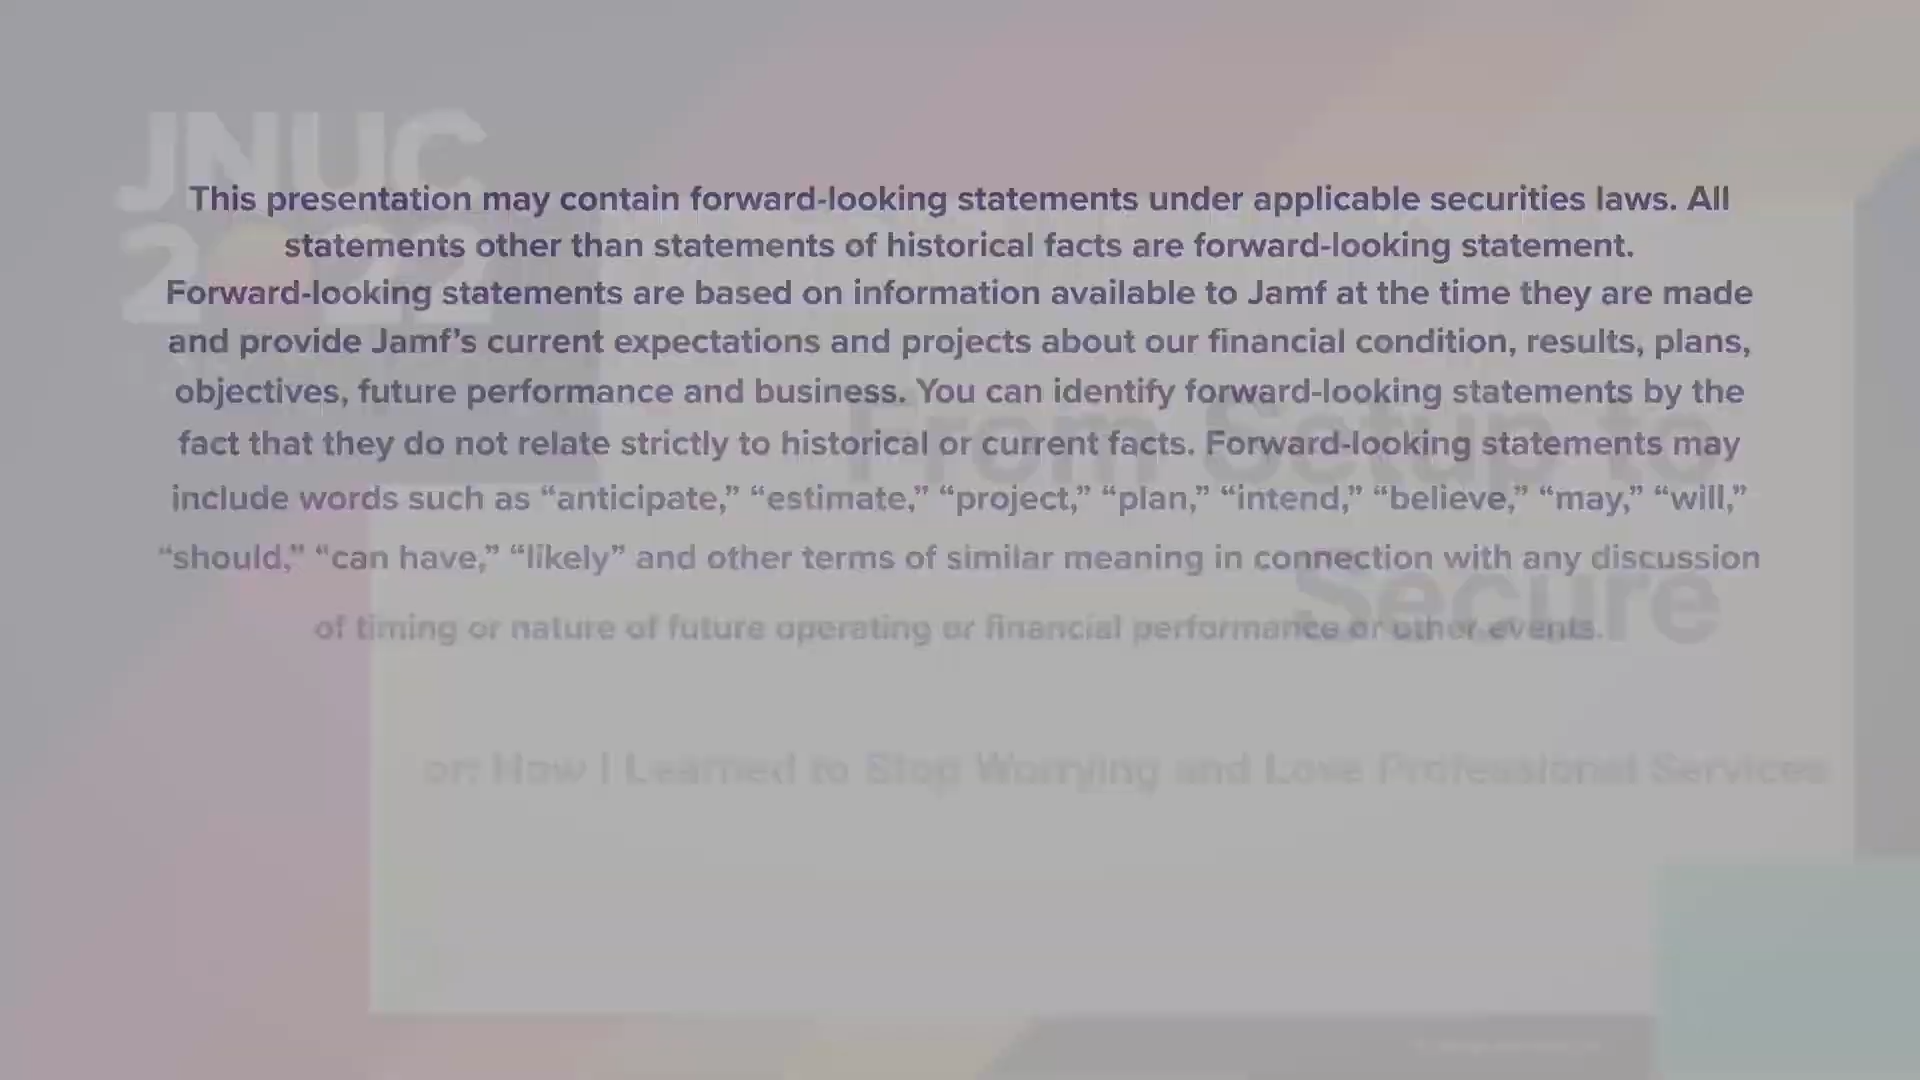 JNUC
2022
This presentation may contain forward-looking statements under applicable securities laws. All
statements other than statements of historical facts are forward-looking statement.
Forward-looking statements are based on information available to Jamf at the time they are made
and provide Jamf’s current expectations and projects about our financial condition, results, plans,
objectives, future performance and business. You can identify forward-looking statements by the
fact that they do not relate strictly to historical or current facts. Forward-looking statements may
include words such as “anticipate,” “estimate,” “project,” “plan,” “intend,” “believe,” “may,” “will,”
“should,” “can have,” “likely” and other terms of similar meaning in connection with any discussion
of timing or nature of future operating or financial performance or other events.
From Setup to
Secure
or: How I Learned to Stop Worrying and Love Professional Services